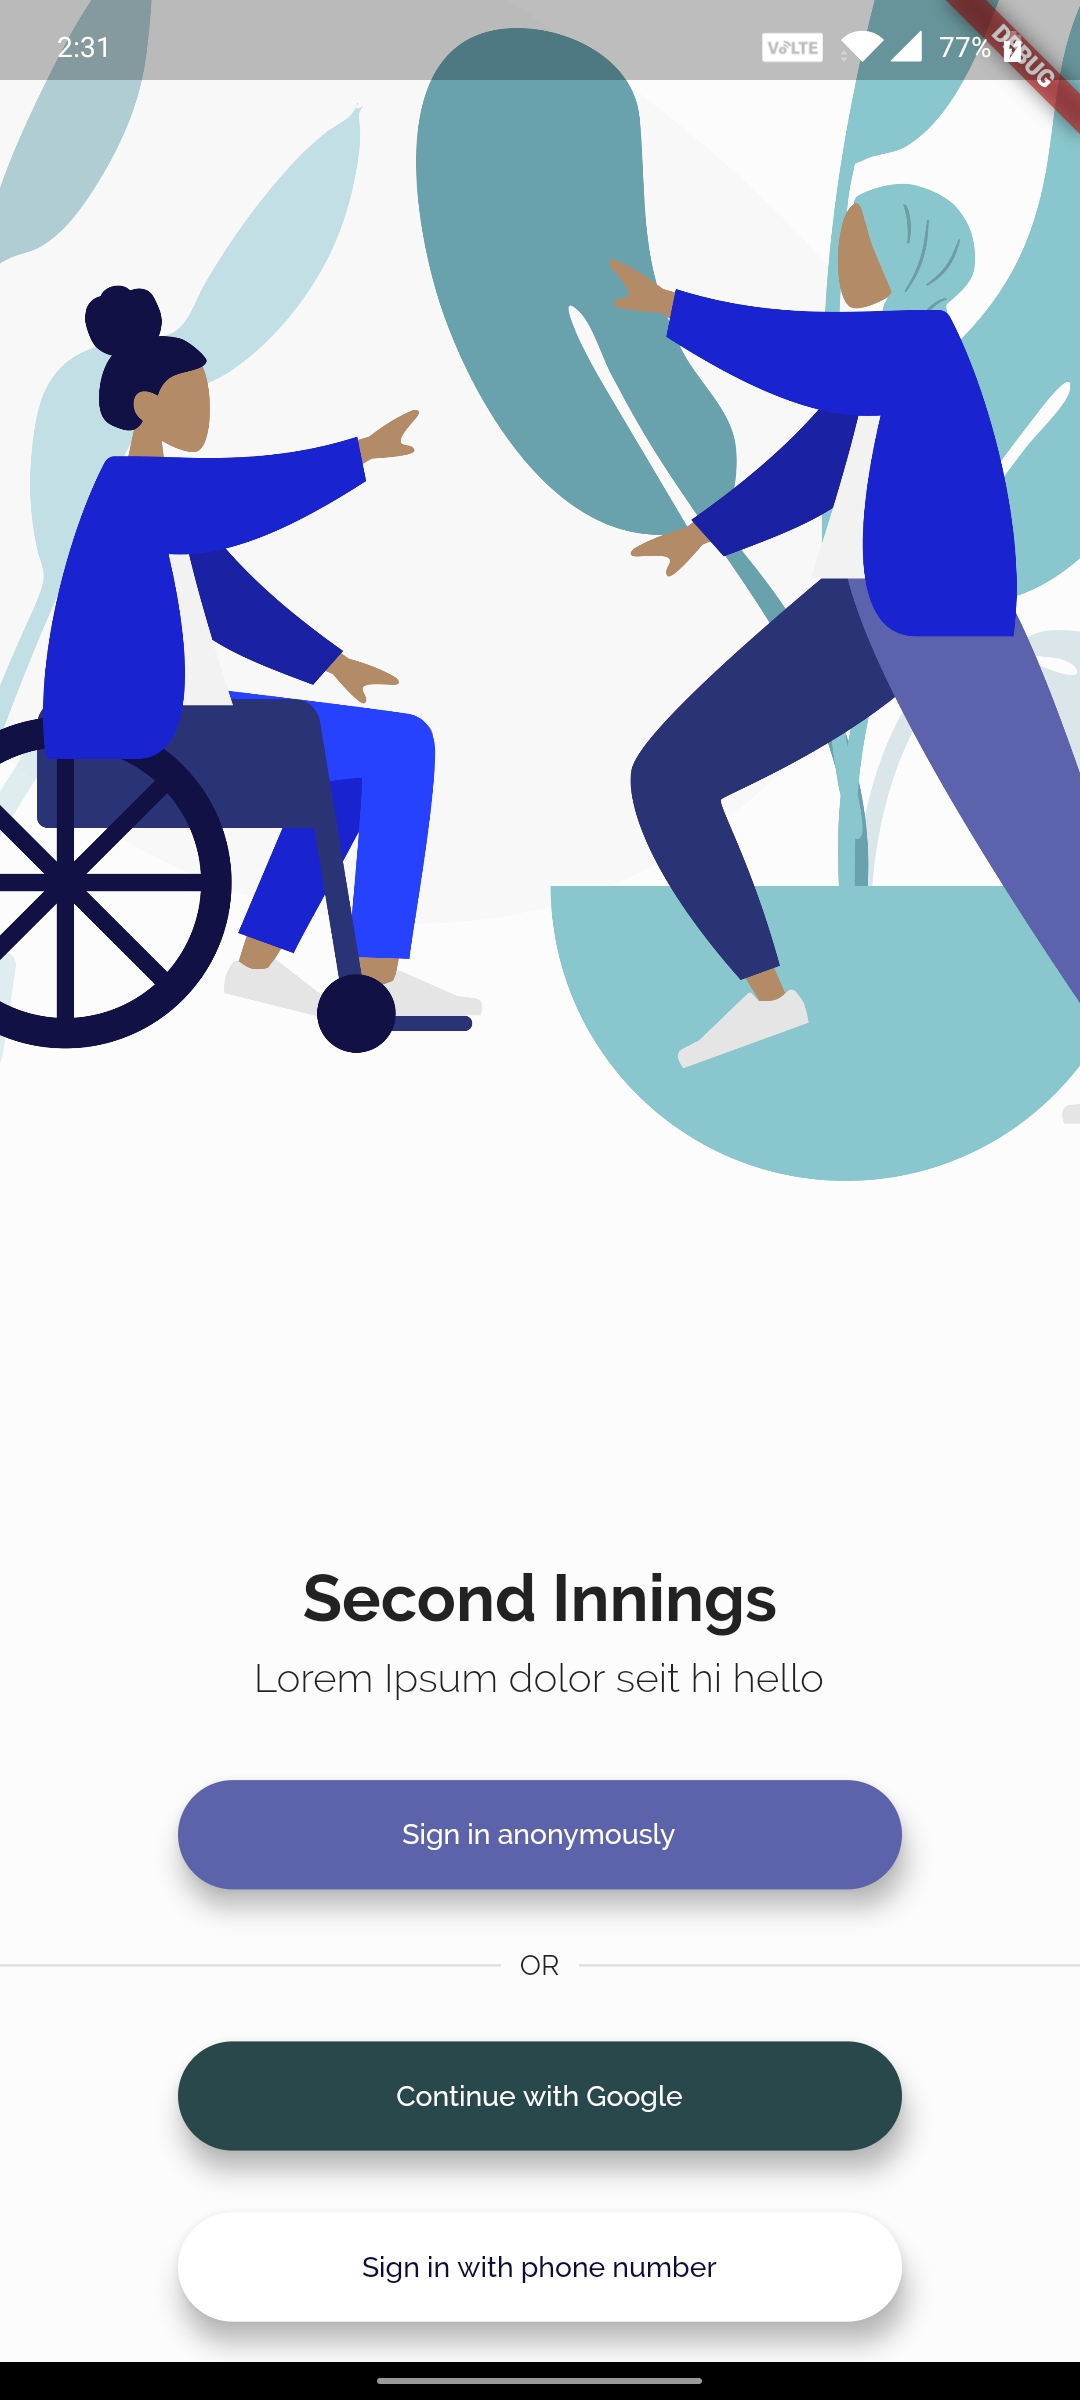 2:31
VoLTE
77%
DEBUG
Second Innings
Lorem Ipsum dolor seit hi hello
Sign in anonymously
OR
Continue with Google
Sign in with phone number